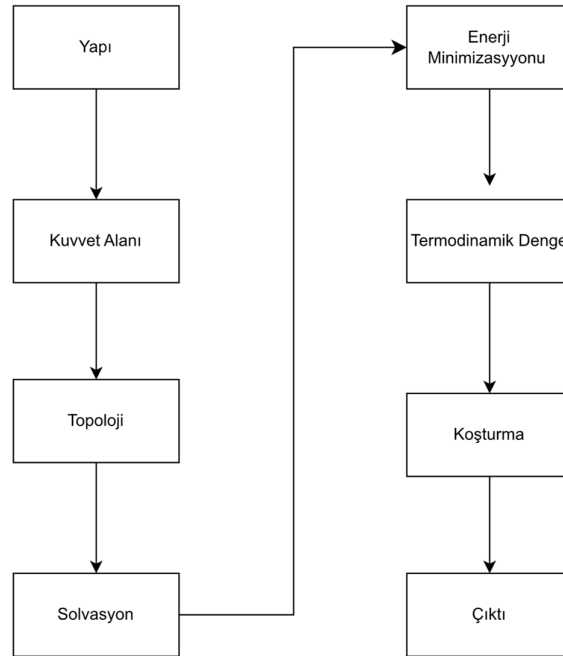 Yapı
Kuvvet Alanı
Topoloji
Solvasyon
Enerji
Minimizasyyonu
Termodinamik Denge
Koşturma
Çıktı